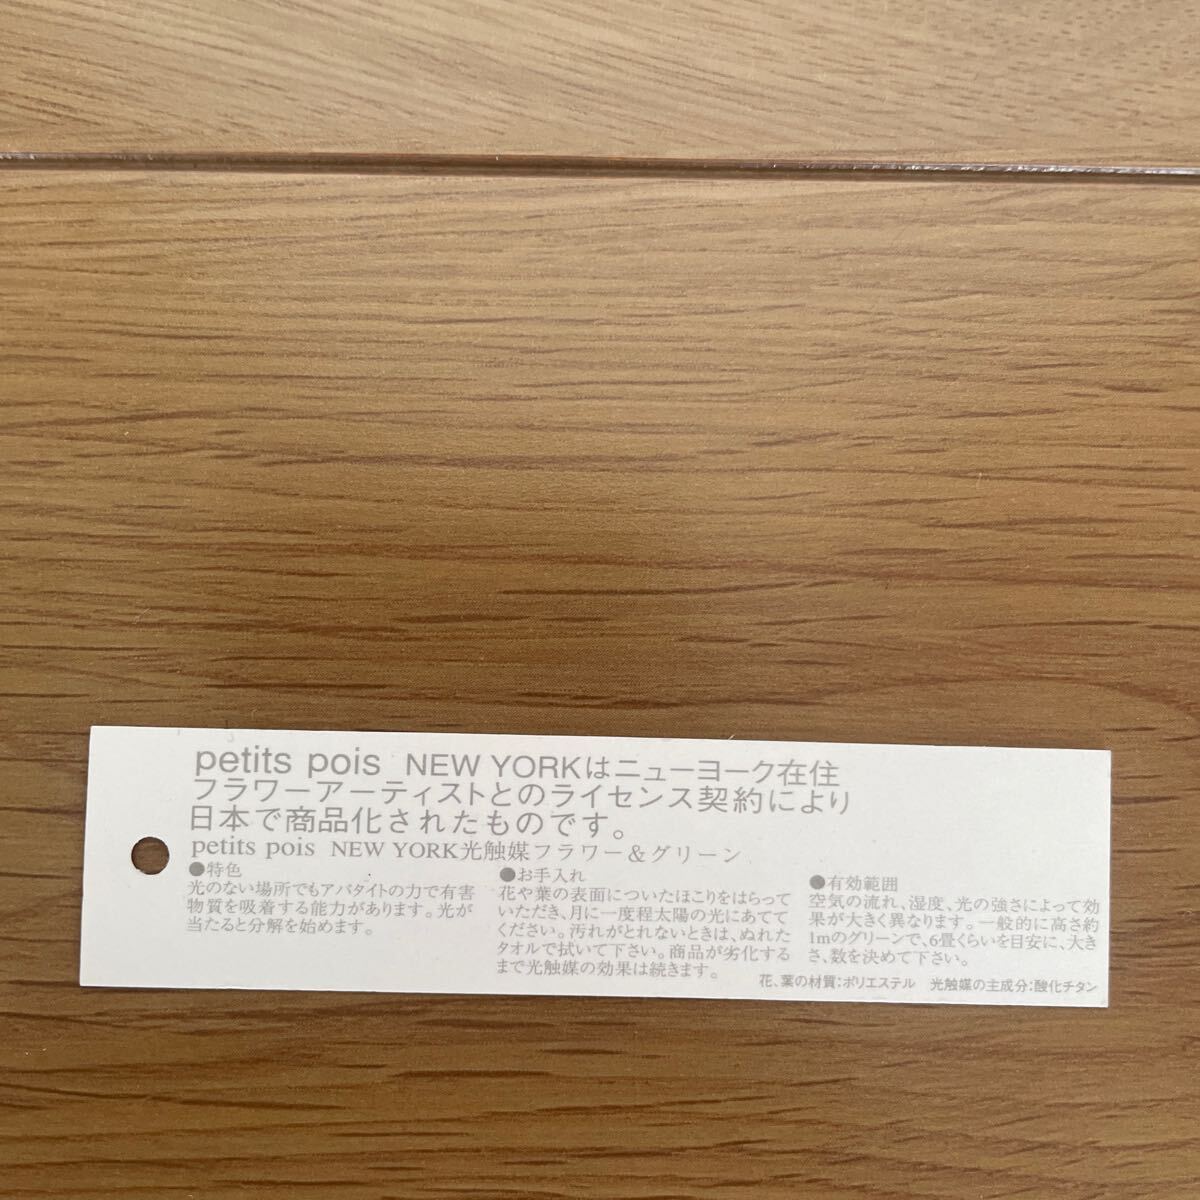 petits pois NEW YORKはニューヨーク在住
フラワーアーティストとのライセンス契約により
日本で商品化されたものです。
petits pois NEW YORK光触媒フラワー＆グリーン
●特色
光のない場所でもアバタイトの力で有害
物質を吸着する能力があります。光が
当たると分解を始めます。
●お手入れ
花や葉の表面についたほこりをはらって
いただき、月に一度程太陽の光にあてて
ください。汚れがとれないときは、ぬれた
タオルで拭いて下さい。商品が劣化する
まで光触媒の効果は続きます。
●有効範囲
空気の流れ、湿度、光の強さによって効
果が大きく異なります。一般的に高さ約
1mのグリーンで、6畳くらいを目安に、大き
さ、数を決めて下さい。
花、葉の材質：ポリエステル　光触媒の主成分：酸化チタン